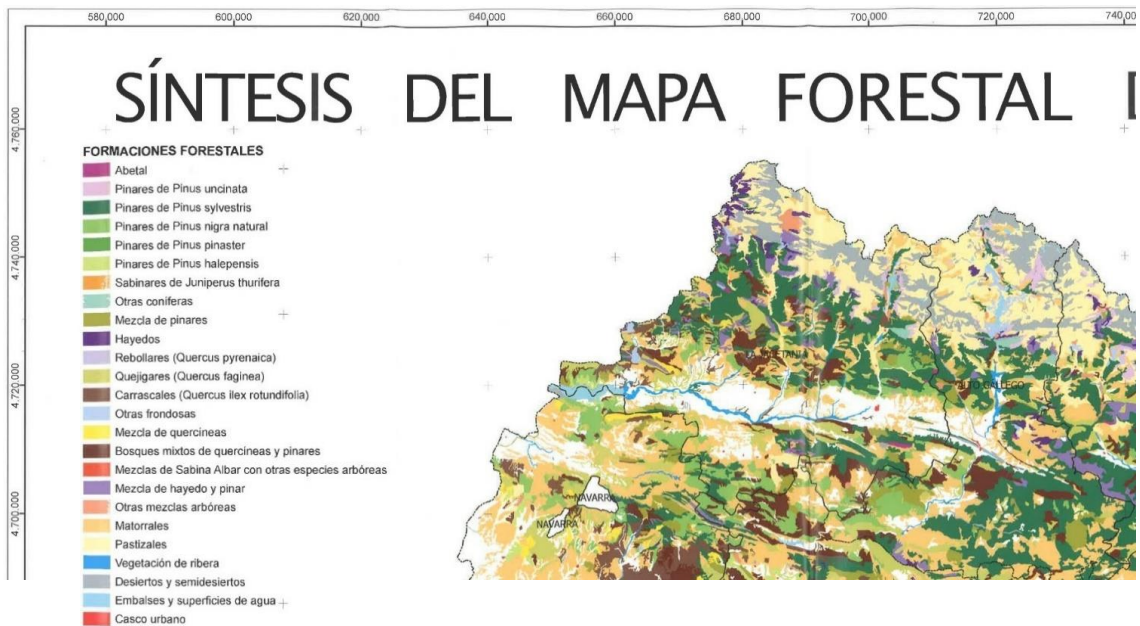 580,000 600,000 620,000 640,000 660,000 680,000 700,000 720,000 740,000
SÍNTESIS DEL MAPA FORESTAL
4.760.000
4.740.000
4.720.000
4.700.000
FORMACIONES FORESTALES
Abetal
Pinares de Pinus uncinata
Pinares de Pinus sylvestris
Pinares de Pinus nigra natural
Pinares de Pinus pinaster
Pinares de Pinus halepensis
Sabinares de Juniperus thurifera
Otras coníferas
Mezcla de pinares
Hayedos
Rebollares (Quercus pyrenaica)
Quejigares (Quercus faginea)
Carrascales (Quercus ilex rotundifolia)
Otras frondosas
Mezcla de quercineas
Bosques mixtos de quercineas y pinares
Mezclas de Sabina Albar con otras especies arbóreas
Mezcla de hayedo y pinar
Otras mezclas arbóreas
Matorrales
Pastizales
Vegetación de ribera
Desiertos y semidesiertos
Embalses y superficies de agua
Casco urbano
ALTO GALLEGO
NAVARRA
NAVARRA